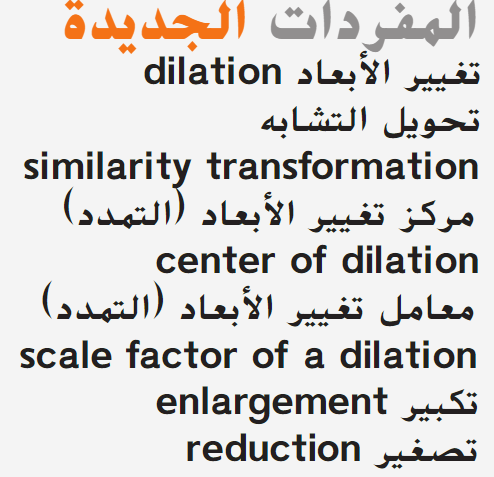 المفردات الجديدة
تغيير الأبعاد dilation
تحويل التشابه
similarity transformation
مركز تغيير الأبعاد (التمدد)
center of dilation
معامل تغيير الأبعاد (التمدد)
scale factor of a dilation
تكبير enlargement
تصغير reduction